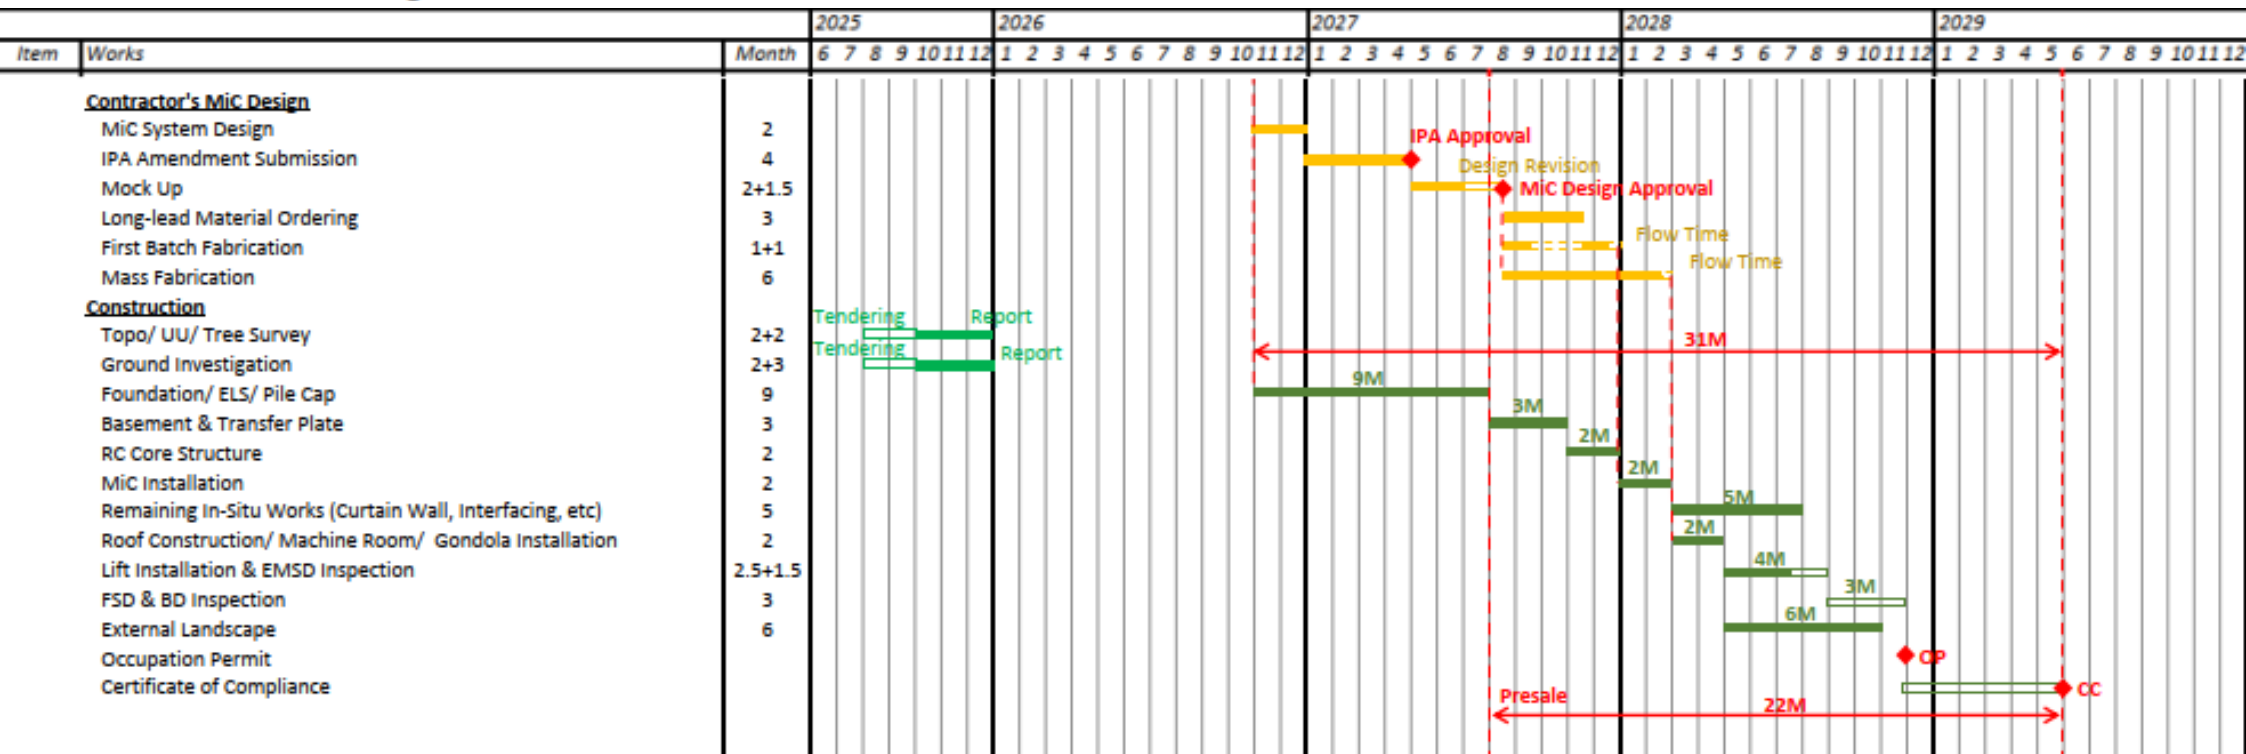 2025 2026 2027 2028 2029
Item Works Month 6 7 8 9 10 11 12 1 2 3 4 5 6 7 8 9 10 11 12 1 2 3 4 5 6 7 8 9 10 11 12 1 2 3 4 5 6 7 8 9 10 11 12 1 2 3 4 5 6 7 8 9 10 11 12
Contractor's MiC Design
MiC System Design 2
IPA Approval
IPA Amendment Submission 4
Design Revision
Mock Up 2+1.5 MiC Design Approval
Long-lead Material Ordering 3
First Batch Fabrication 1+1 Flow Time
Mass Fabrication 6 Flow Time
Construction
Tendering Report
Topo/ UU/ Tree Survey 2+2 31M
Tendering Report
Ground Investigation 2+3
9M
Foundation/ ELS/ Pile Cap 9
3M
Basement & Transfer Plate 3
2M
RC Core Structure 2
2M
MiC Installation 2
5M
Remaining In-Situ Works (Curtain Wall, Interfacing, etc) 5
2M
Roof Construction/ Machine Room/ Gondola Installation 2
4M
Lift Installation & EMSD Inspection 2.5+1.5
3M
FSD & BD Inspection 3
6M
External Landscape 6
Occupation Permit OP
Certificate of Compliance CC
Presale 22M